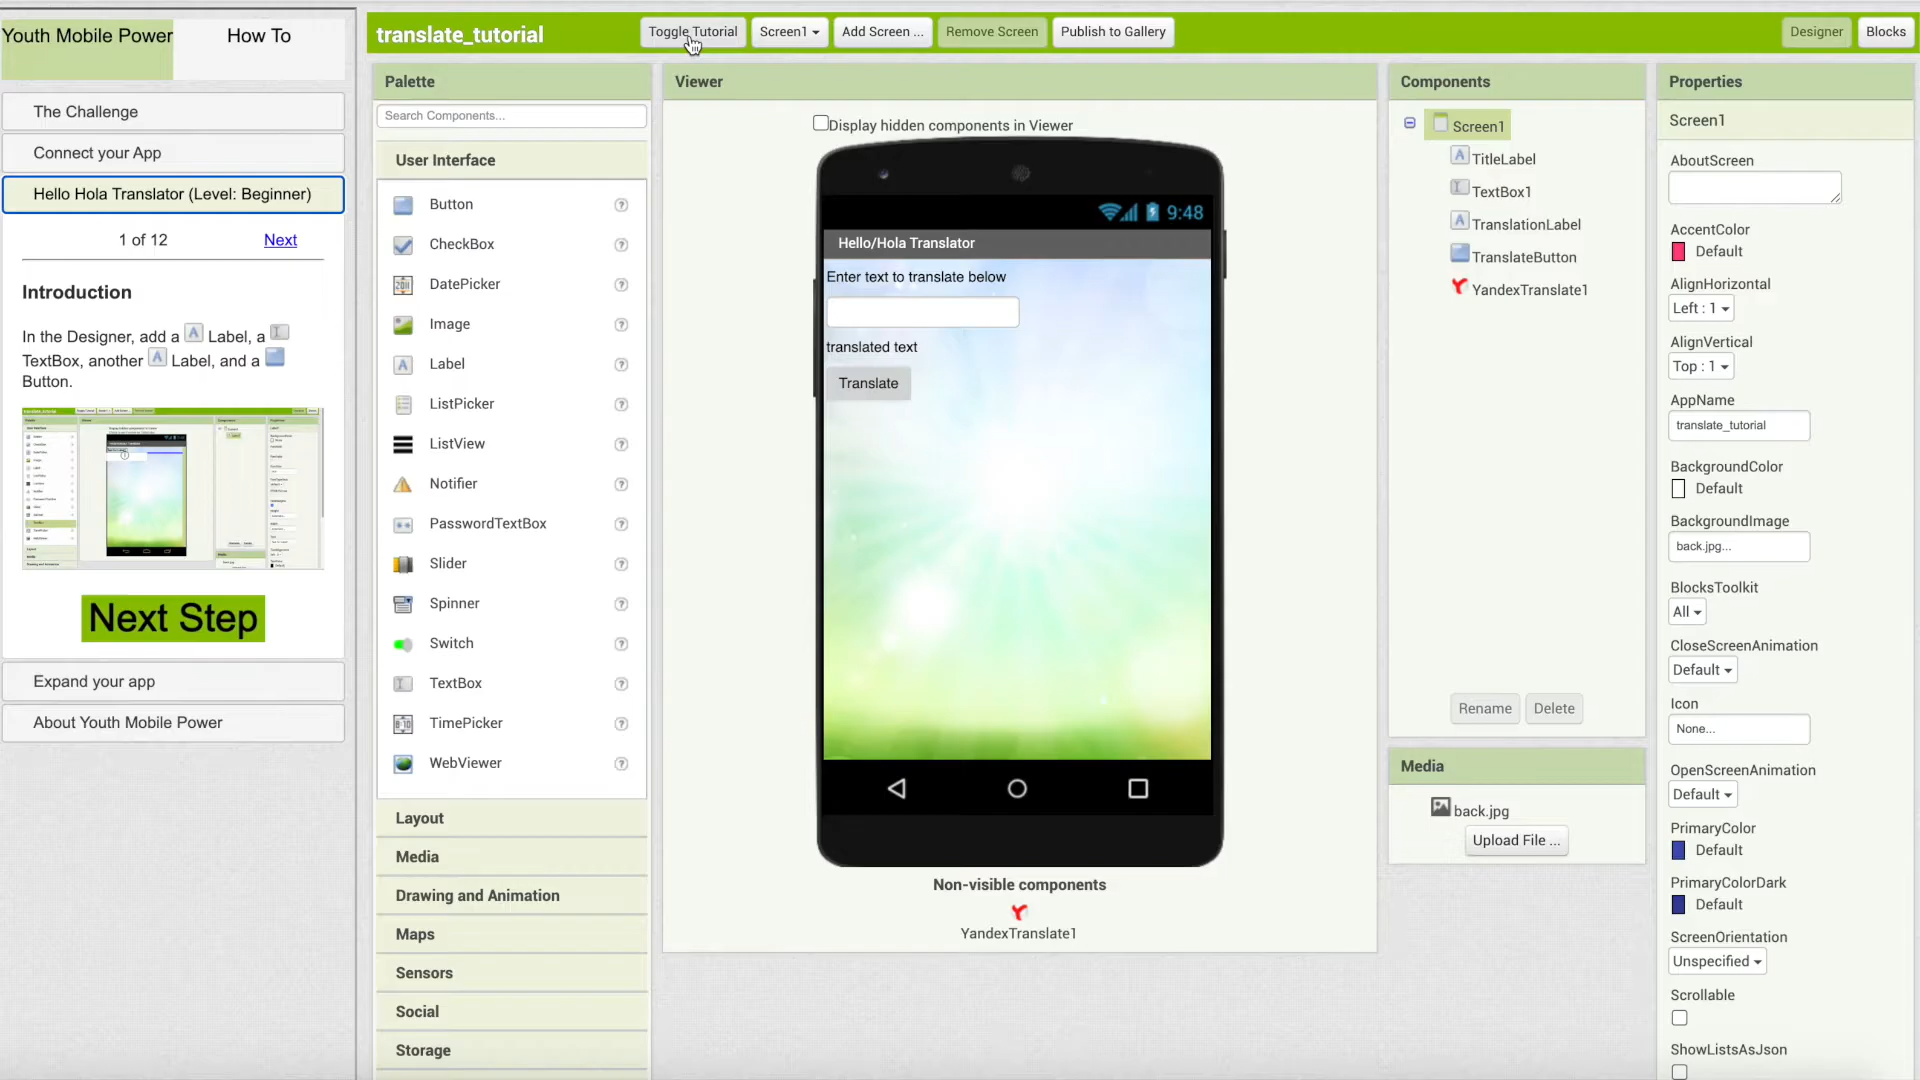 Youth Mobile Power
How To
The Challenge
Connect your App
Hello Hola Translator (Level: Beginner)
1 of 12
Next
Introduction
In the Designer, add a Label, a
TextBox, another Label, and a
Button.
Next Step
Expand your app
About Youth Mobile Power
translate_tutorial
Toggle Tutorial
Screen1
Add Screen ...
Remove Screen
Publish to Gallery
Designer
Blocks
Palette
Search Components...
User Interface
Button
CheckBox
DatePicker
Image
Label
ListPicker
ListView
Notifier
PasswordTextBox
Slider
Spinner
Switch
TextBox
TimePicker
WebViewer
Layout
Media
Drawing and Animation
Maps
Sensors
Social
Storage
Viewer
Display hidden components in Viewer
9:48
Hello/Hola Translator
Enter text to translate below
translated text
Translate
Non-visible components
YandexTranslate1
Components
Screen1
TitleLabel
TextBox1
TranslationLabel
TranslateButton
YandexTranslate1
Rename
Delete
Media
back.jpg
Upload File ...
Properties
Screen1
AboutScreen
AccentColor
Default
AlignHorizontal
Left : 1
AlignVertical
Top : 1
AppName
translate_tutorial
BackgroundColor
Default
BackgroundImage
back.jpg...
BlocksToolkit
All
CloseScreenAnimation
Default
Icon
None...
OpenScreenAnimation
Default
PrimaryColor
Default
PrimaryColorDark
Default
ScreenOrientation
Unspecified
Scrollable
ShowListsAsJson